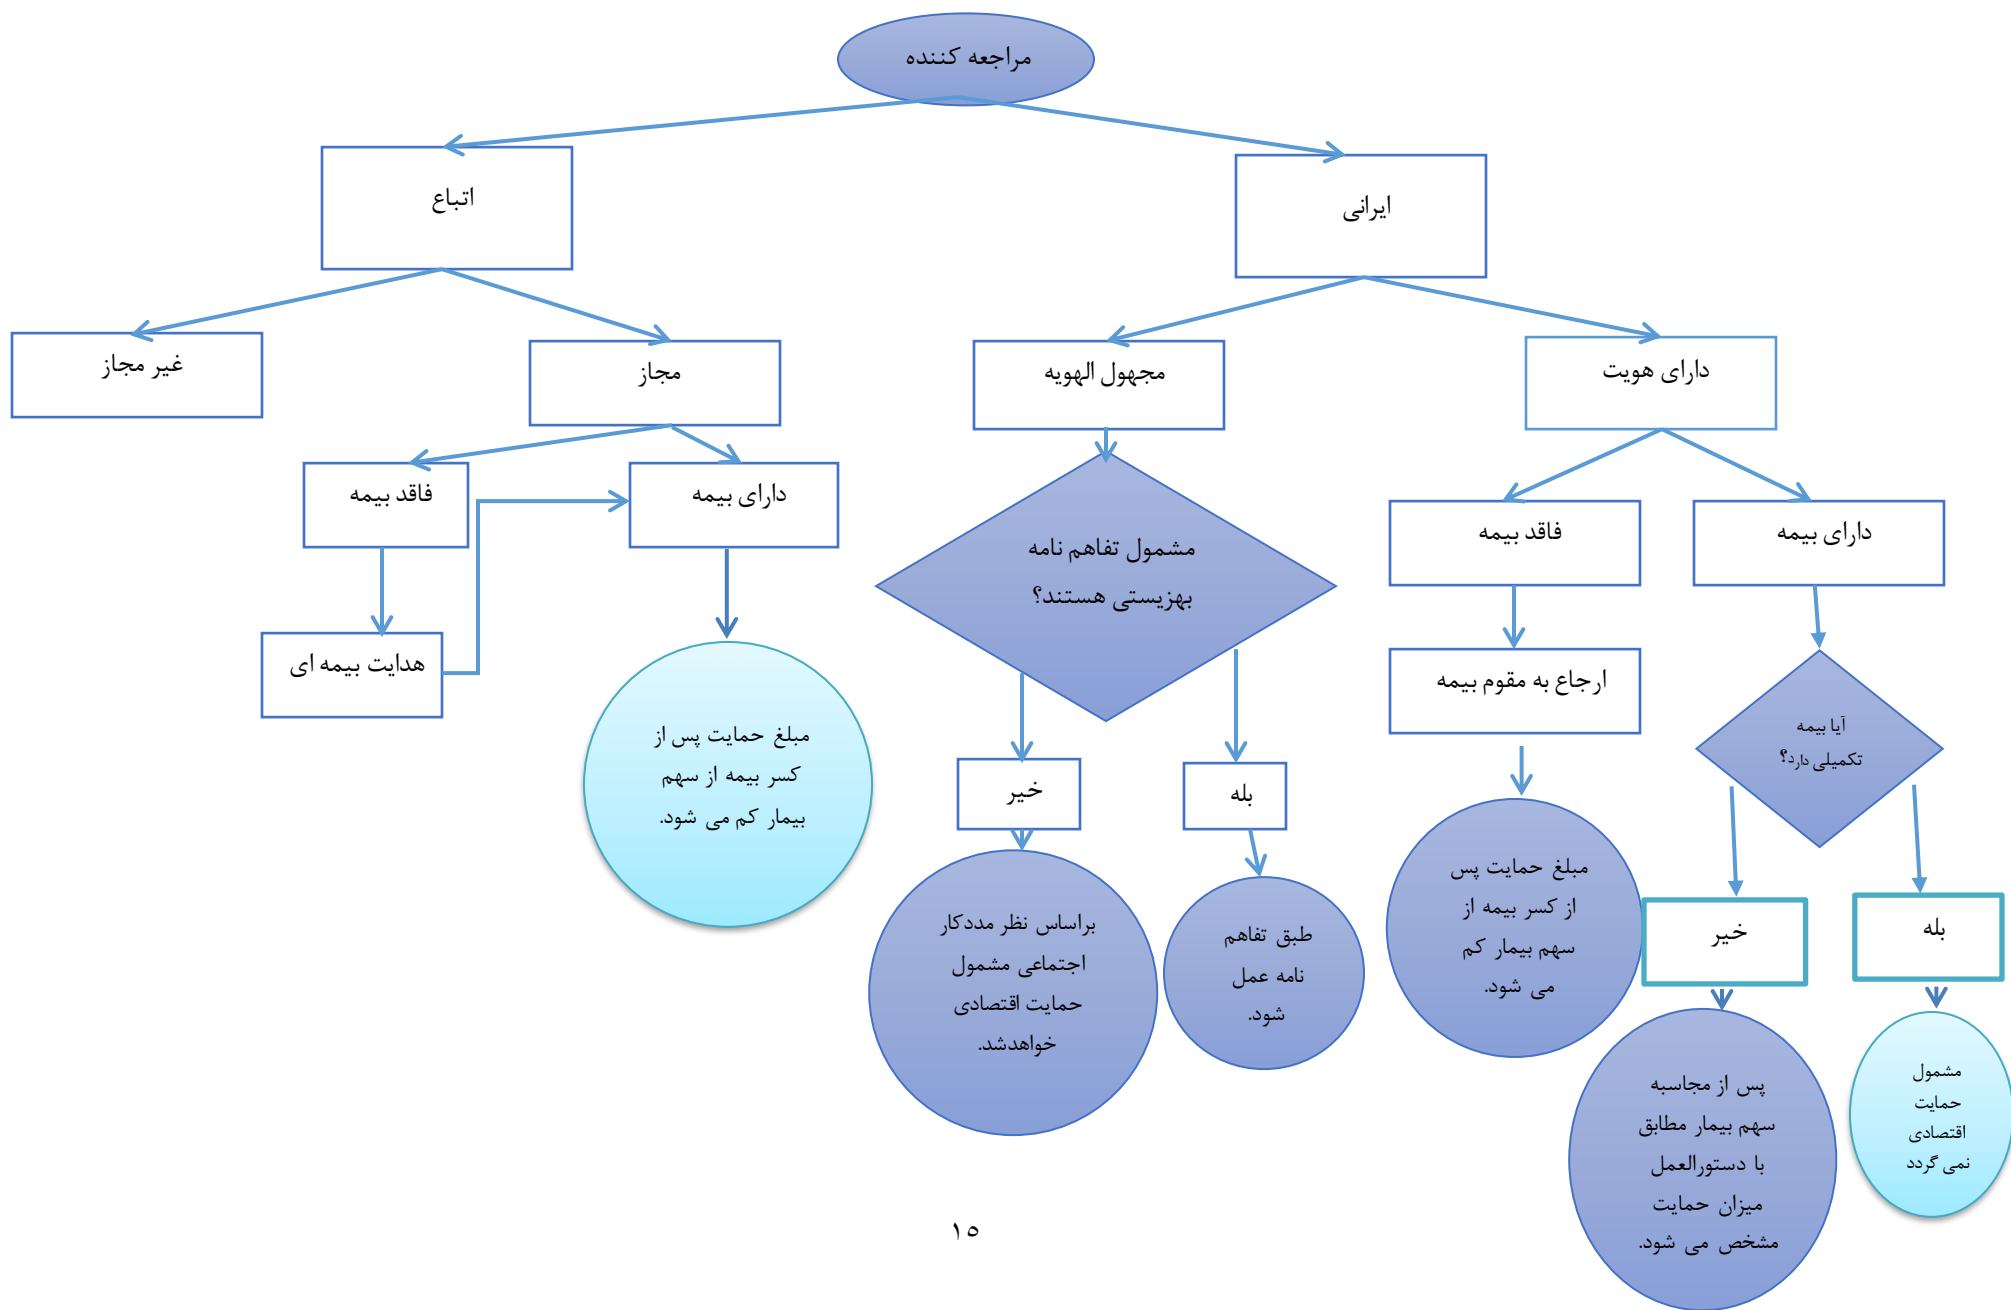 مراجعه کننده
ایرانی
اتباع
دارای هویت
مجهول الهویه
مجاز
غیر مجاز
دارای بیمه
فاقد بیمه
دارای بیمه
فاقد بیمه
مشمول تفاهم نامه
بهزیستی هستند؟
ارجاع به مقوم بیمه
هدایت بیمه ای
آیا بیمه
تکمیلی دارد؟
مبلغ حمایت پس از
کسر بیمه از سهم
بیمار کم می شود.
بله
خیر
بله
خیر
مبلغ حمایت پس
از کسر بیمه از
سهم بیمار کم
می شود.
طبق تفاهم
نامه عمل
شود.
براساس نظر مددکار
اجتماعی مشمول
حمایت اقتصادی
خواهدشد.
مشمول
حمایت
اقتصادی
نمی گردد
پس از مجاسبه
سهم بیمار مطابق
با دستورالعمل
میزان حمایت
مشخص می شود.
۱۵